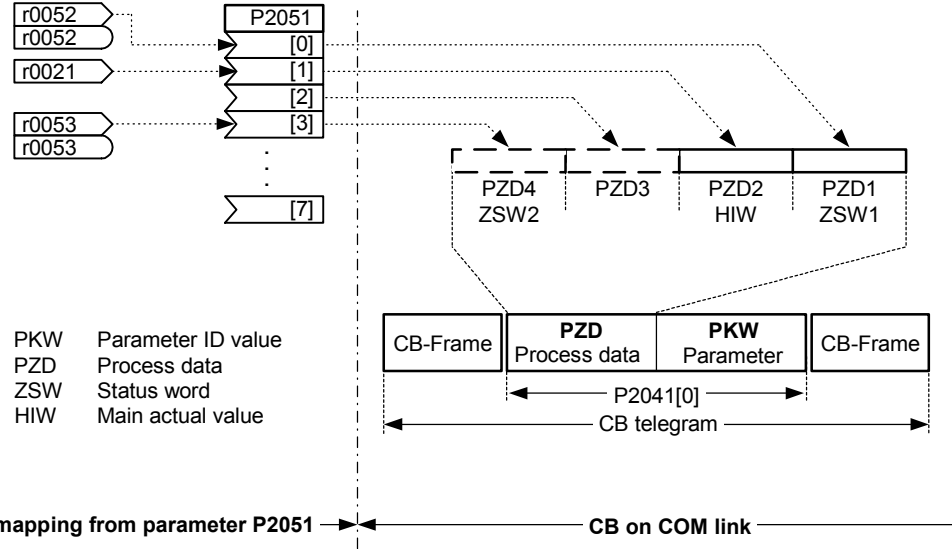 r0052
r0052
r0021
r0053
r0053
P2051
[0]
[1]
[2]
[3]
[7]
PZD4 PZD3 PZD2 PZD1
ZSW2 HIW ZSW1
CB-Frame PZD Process data PKW Parameter CB-Frame
P2041[0]
CB telegram
PKW Parameter ID value
PZD Process data
ZSW Status word
HIW Main actual value
mapping from parameter P2051
CB on COM link